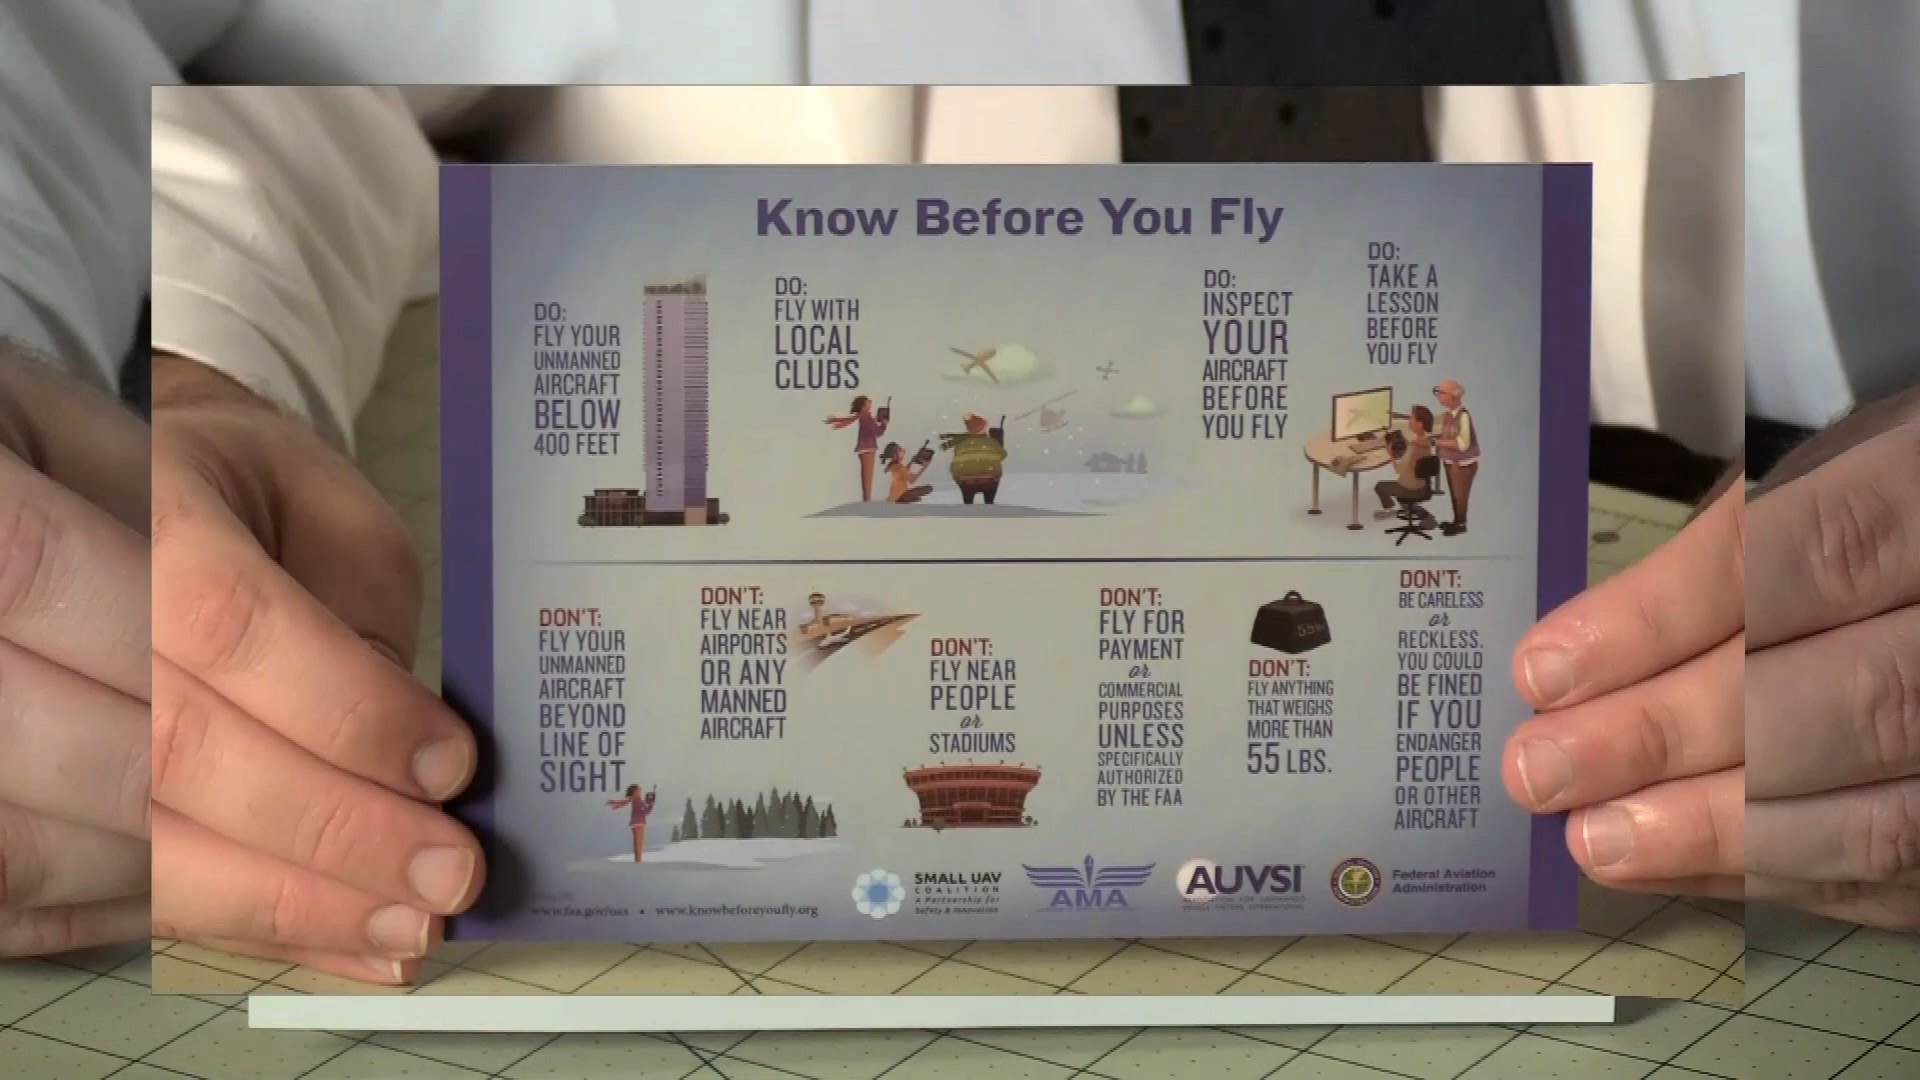 Know Before You Fly
DO:
FLY YOUR
UNMANNED
AIRCRAFT
BELOW
400 FEET
DO:
FLY WITH
LOCAL
CLUBS
DO:
INSPECT
YOUR
AIRCRAFT
BEFORE
YOU FLY
DO:
TAKE A
LESSON
BEFORE
YOU FLY
DON'T:
FLY YOUR
UNMANNED
AIRCRAFT
BEYOND
LINE OF
SIGHT
DON'T:
FLY NEAR
AIRPORTS
OR ANY
MANNED
AIRCRAFT
DON'T:
FLY NEAR
PEOPLE
or
STADIUMS
DON'T:
FLY FOR
PAYMENT
or
COMMERCIAL
PURPOSES
UNLESS
SPECIFICALLY
AUTHORIZED
BY THE FAA
DON'T:
FLY ANYTHING
THAT WEIGHS
MORE THAN
55 LBS.
DON'T:
BE CARELESS
or
RECKLESS.
YOU COULD
BE FINED
IF YOU
ENDANGER
PEOPLE
OR OTHER
AIRCRAFT
www.faa.gov/uas • www.knowbeforeyoufly.org
SMALL UAV
COALITION
A Partnership for
Safety & Innovation
AMA
AUVSI
Federal Aviation
Administration